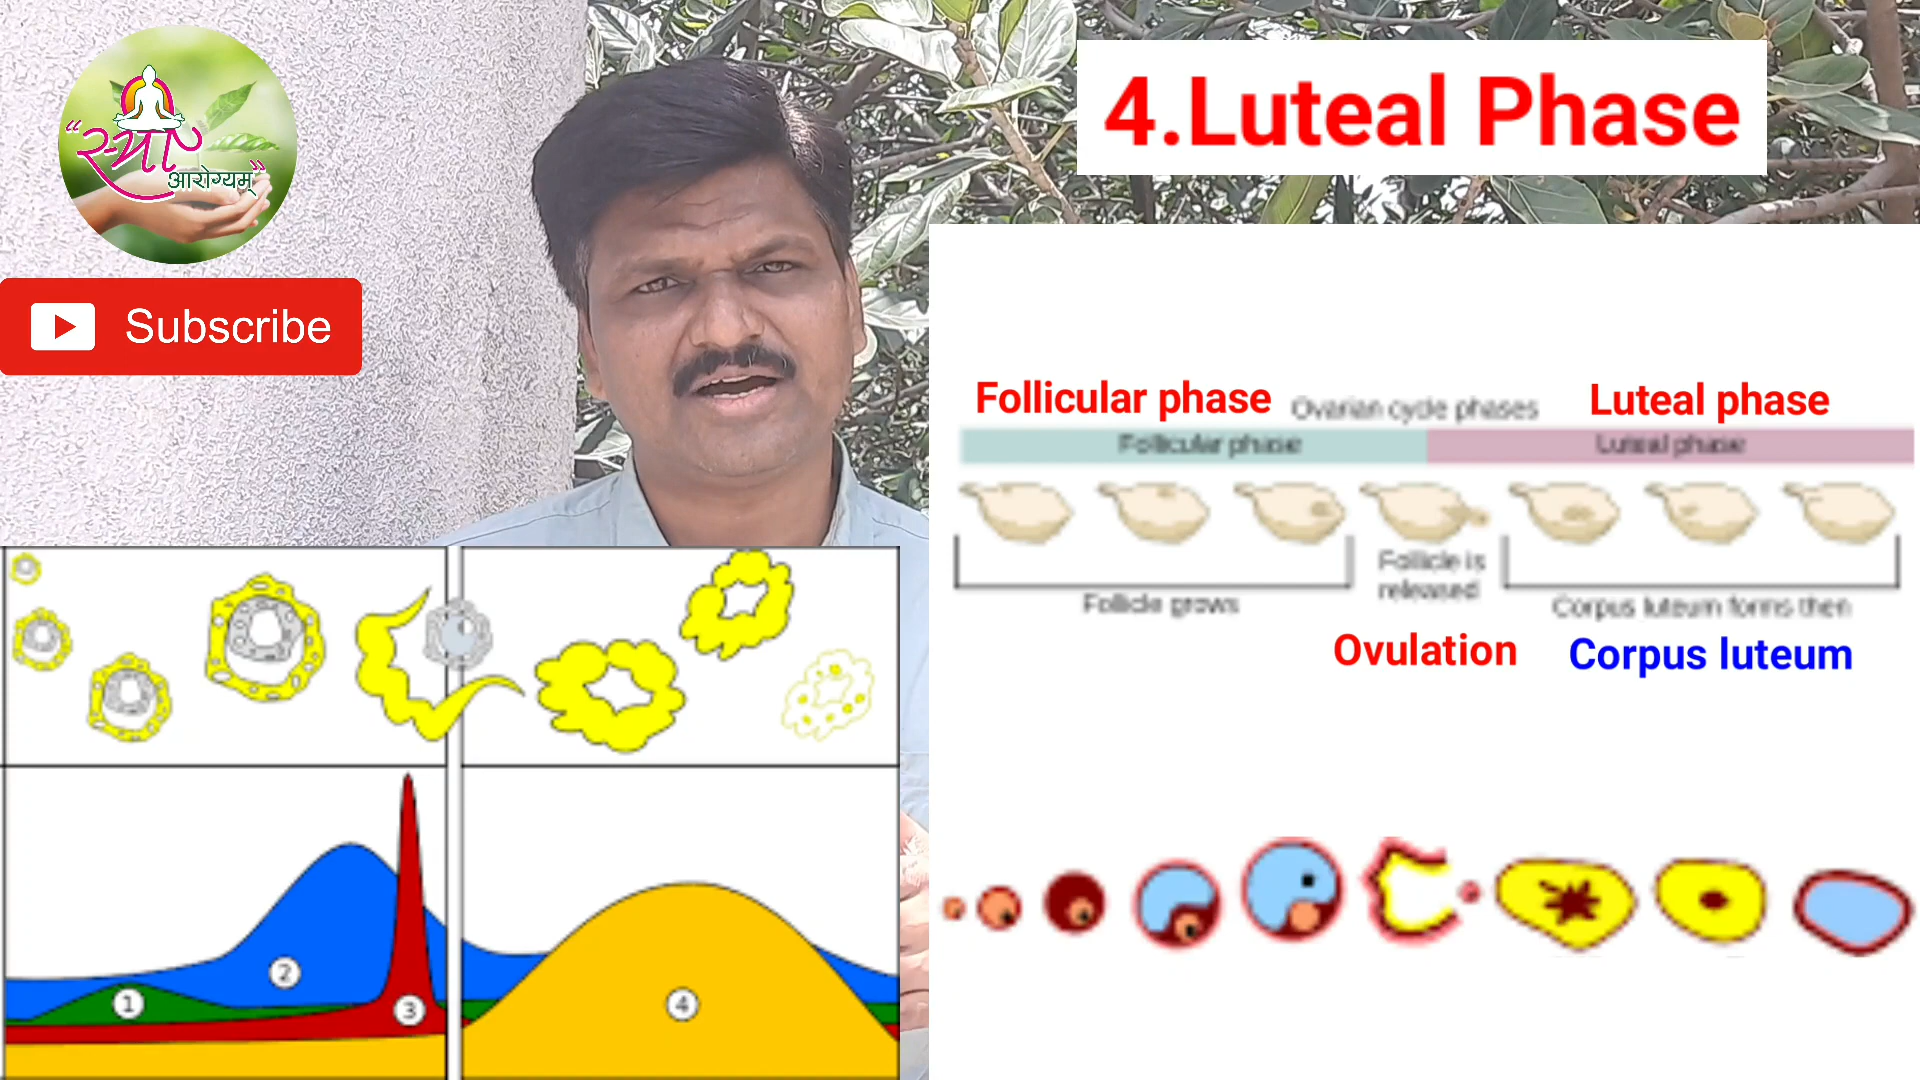 “स्था
आरोग्यम्”
Subscribe
4.Luteal Phase
Follicular phase
Ovarian cycle phases
Luteal phase
Follicular phase
Luteal phase
Follicle is
released
Follicle grows
Corpus luteum forms then
Ovulation
Corpus luteum
1
2
3
4